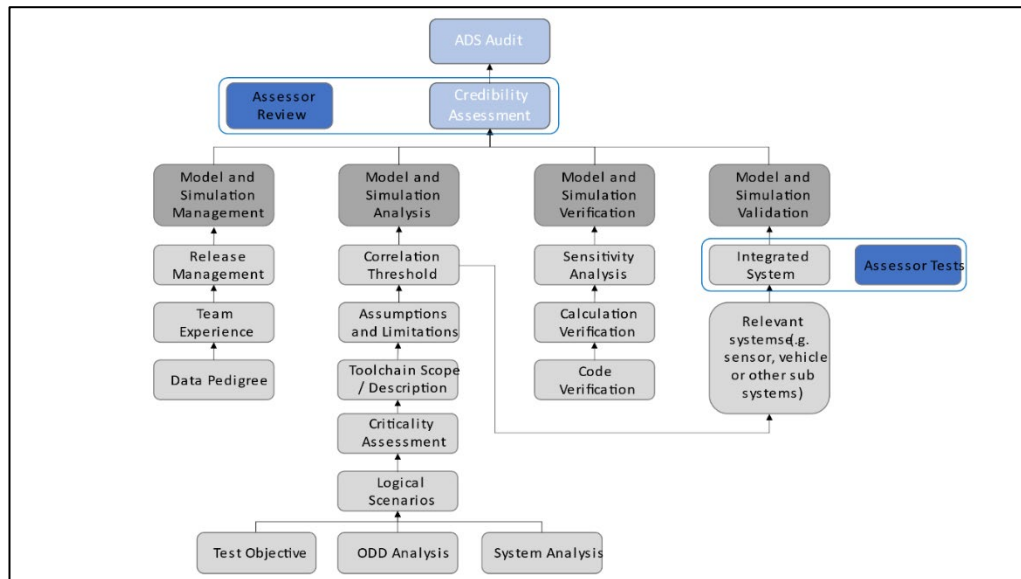 ADS Audit
Assessor
Review
Credibility
Assessment
Model and
Simulation
Management
Model and
Simulation
Analysis
Model and
Simulation
Verification
Model and
Simulation
Validation
Release
Management
Correlation
Threshold
Sensitivity
Analysis
Integrated
System
Assessor Tests
Team
Experience
Assumptions
and Limitations
Calculation
Verification
Relevant
systemse(.g.
sensor, vehicle
or other sub
systems)
Data Pedigree
Toolchain Scope
/ Description
Code
Verification
Criticality
Assessment
Logical
Scenarios
Test Objective
ODD Analysis
System Analysis